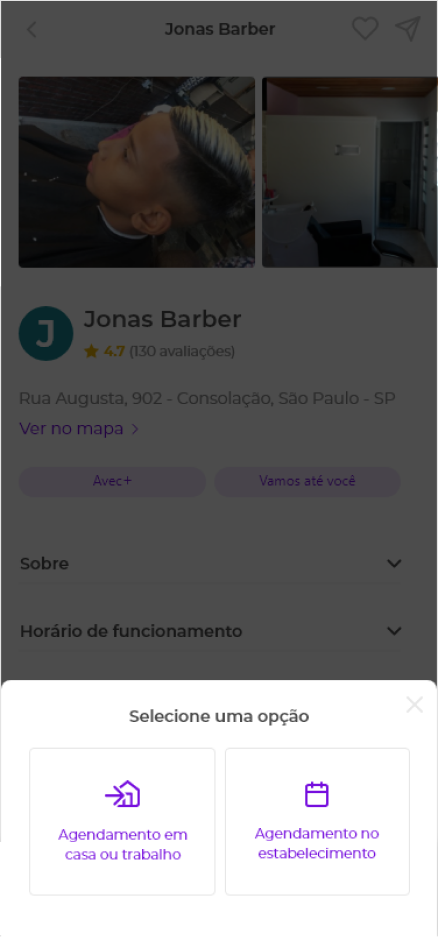 Jonas Barber
J
Jonas Barber
4.7 (130 avaliações)
Rua Augusta, 902 - Consolação, São Paulo - SP
Ver no mapa
Avec+
Vamos até você
Sobre
Horário de funcionamento
Selecione uma opção
Agendamento em
casa ou trabalho
Agendamento no
estabelecimento